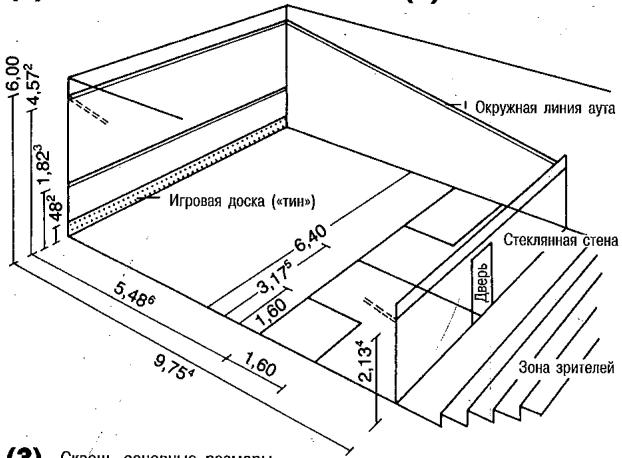 6,00
4,57²
1,82³
48²
Окружная линия аута
Игровая доска («тин»)
6,40
3,17⁵
1,60
Стеклянная стена
Дверь
5,48⁶
9,75⁴
1,60
2,13⁴
Зона зрителей
(3) Сквош, основные размеры